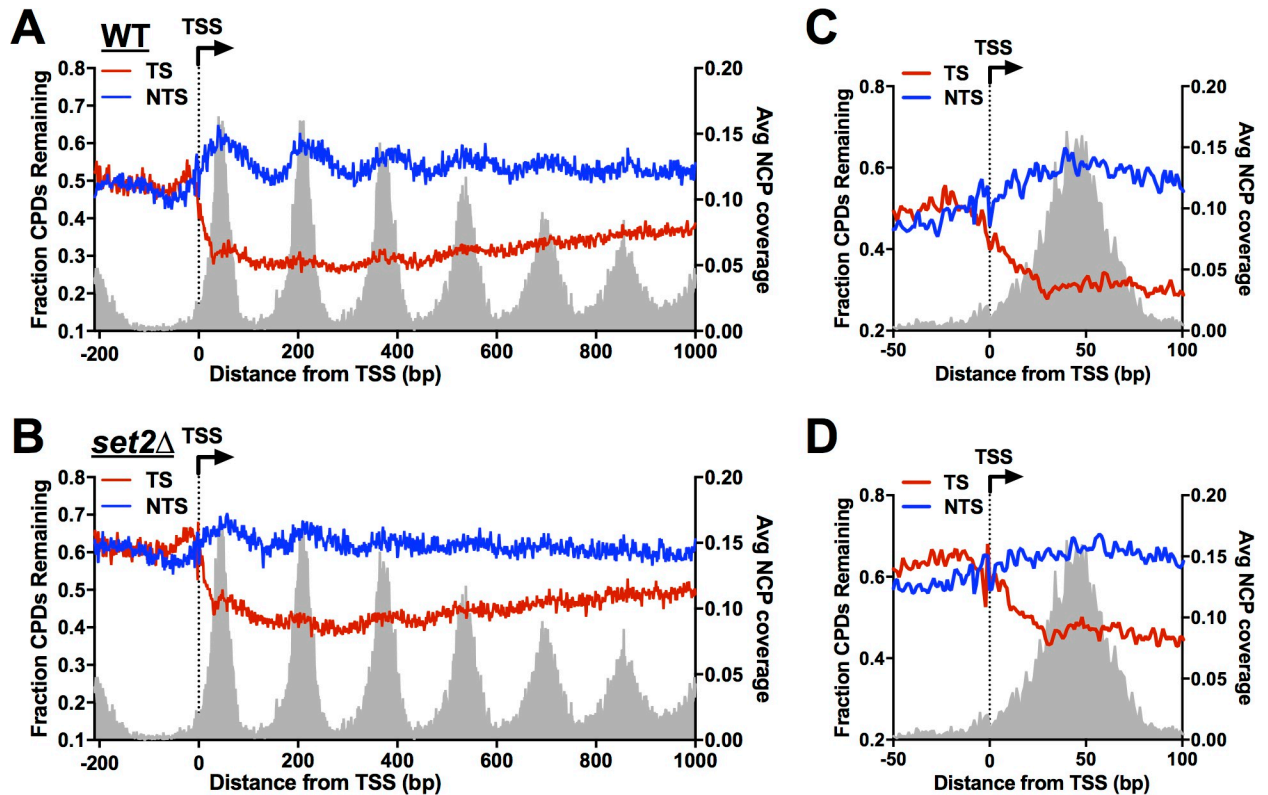 A
WT
TSS
TS
NTS
0.8
0.7
0.6
0.5
0.4
0.3
0.2
0.1
Fraction CPDs Remaining
0.20
0.15
0.10
0.05
0.00
Avg NCP coverage
-200 0 200 400 600 800 1000
Distance from TSS (bp)
C
TSS
TS
NTS
0.8
0.6
0.4
0.2
Fraction CPDs Remaining
0.20
0.15
0.10
0.05
0.00
Avg NCP coverage
-50 0 50 100
Distance from TSS (bp)
B
set2Δ
TSS
TS
NTS
0.8
0.7
0.6
0.5
0.4
0.3
0.2
0.1
Fraction CPDs Remaining
0.20
0.15
0.10
0.05
0.00
Avg NCP coverage
-200 0 200 400 600 800 1000
Distance from TSS (bp)
D
TSS
TS
NTS
0.8
0.6
0.4
0.2
Fraction CPDs Remaining
0.20
0.15
0.10
0.05
0.00
Avg NCP coverage
-50 0 50 100
Distance from TSS (bp)